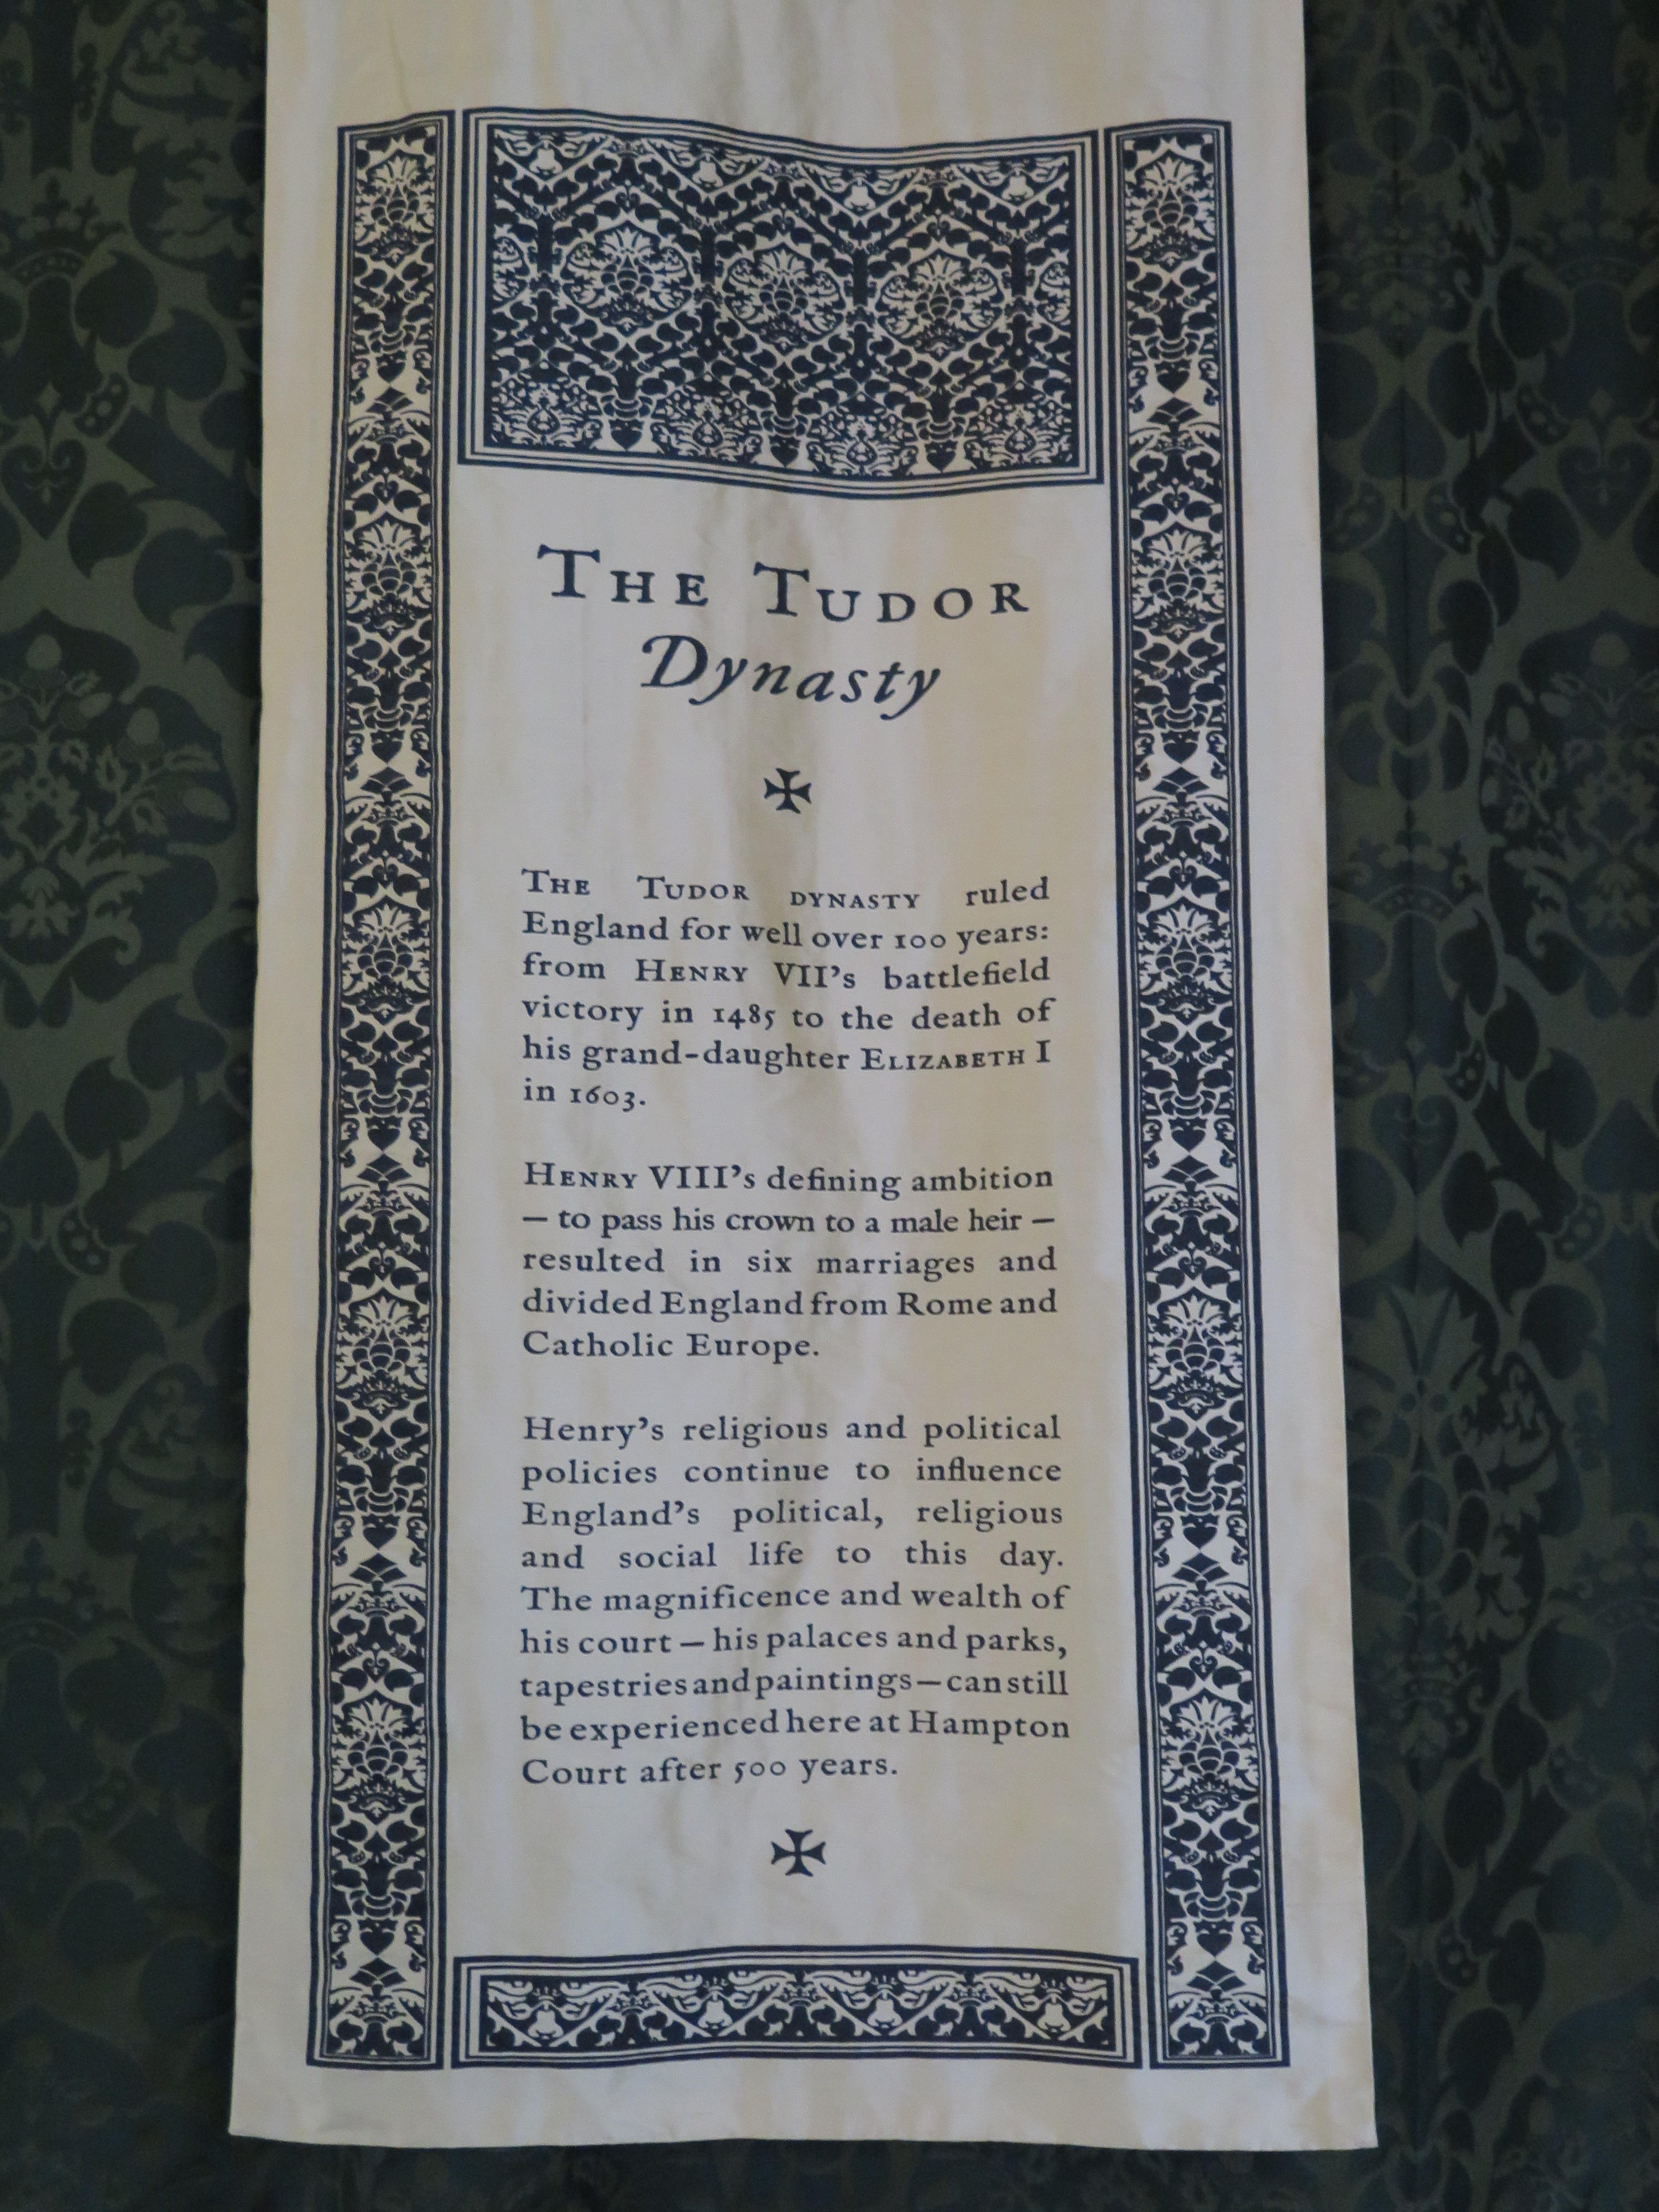 THE TUDOR
Dynasty
THE TUDOR DYNASTY ruled
England for well over 100 years:
from HENRY VII's battlefield
victory in 1485 to the death of
his grand-daughter ELIZABETH I
in 1603.
HENRY VIII's defining ambition
– to pass his crown to a male heir –
resulted in six marriages and
divided England from Rome and
Catholic Europe.
Henry's religious and political
policies continue to influence
England's political, religious
and social life to this day.
The magnificence and wealth of
his court – his palaces and parks,
tapestries and paintings – can still
be experienced here at Hampton
Court after 500 years.